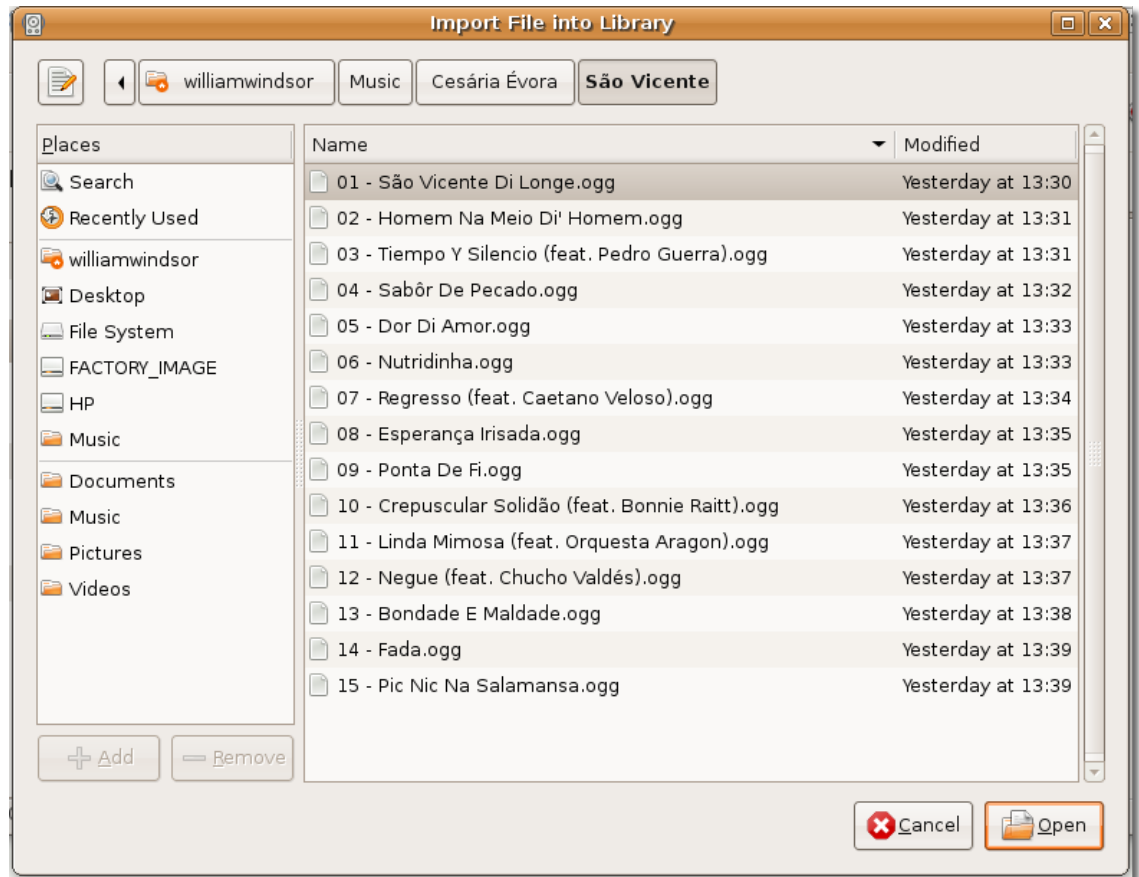 Import File into Library
williamwindsor Music Cesária Évora São Vicente
Places
Search
Recently Used
williamwindsor
Desktop
File System
FACTORY_IMAGE
HP
Music
Documents
Music
Pictures
Videos
Add Remove
Name Modified
01 - São Vicente Di Longe.ogg Yesterday at 13:30
02 - Homem Na Meio Di' Homem.ogg Yesterday at 13:31
03 - Tiempo Y Silencio (feat. Pedro Guerra).ogg Yesterday at 13:31
04 - Sabôr De Pecado.ogg Yesterday at 13:32
05 - Dor Di Amor.ogg Yesterday at 13:33
06 - Nutridinha.ogg Yesterday at 13:33
07 - Regresso (feat. Caetano Veloso).ogg Yesterday at 13:34
08 - Esperança Irisada.ogg Yesterday at 13:35
09 - Ponta De Fi.ogg Yesterday at 13:35
10 - Crepuscular Solidão (feat. Bonnie Raitt).ogg Yesterday at 13:36
11 - Linda Mimosa (feat. Orquesta Aragon).ogg Yesterday at 13:37
12 - Negue (feat. Chucho Valdés).ogg Yesterday at 13:37
13 - Bondade E Maldade.ogg Yesterday at 13:38
14 - Fada.ogg Yesterday at 13:39
15 - Pic Nic Na Salamansa.ogg Yesterday at 13:39
Cancel Open